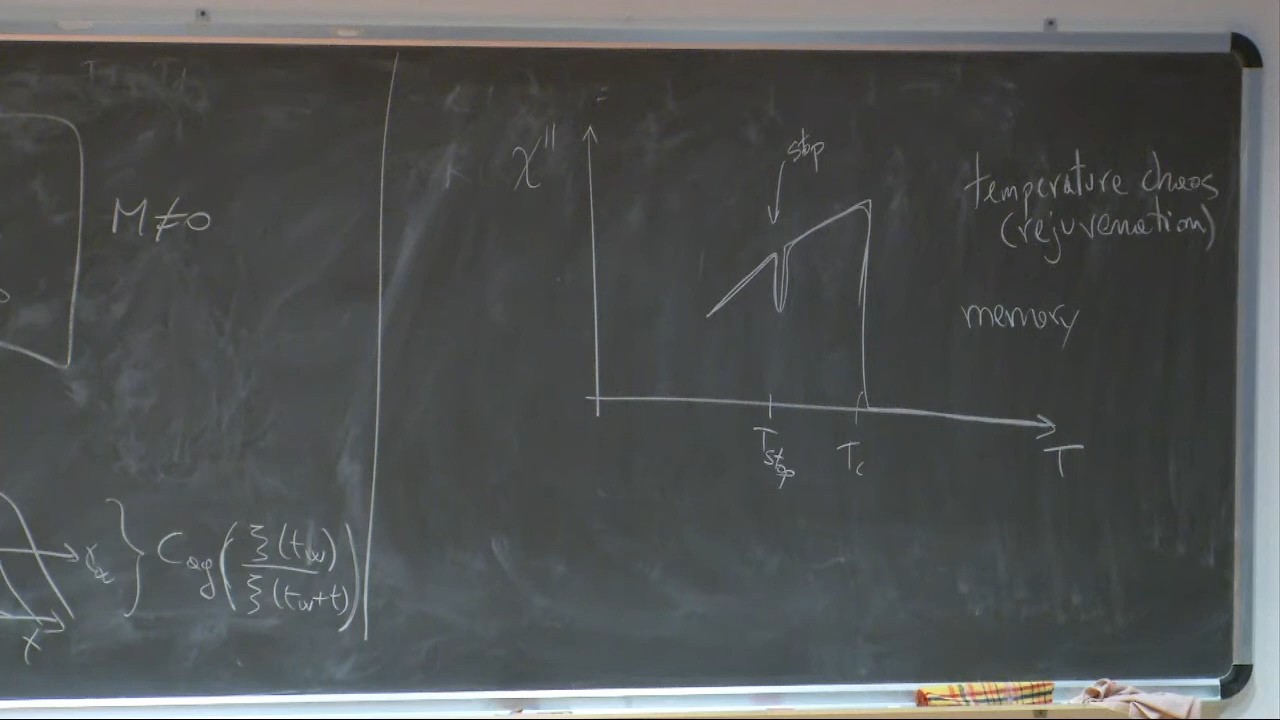 M≠0
} C_ag(ξ(t_w)/ξ(t_w+t))
x
χ''
stop
T_stop
T_c
T
temperature chaos
(rejuvenation)
memory